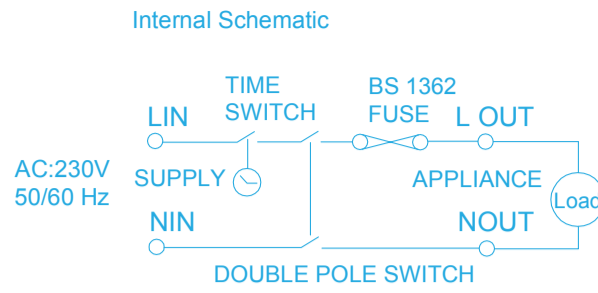 Internal Schematic
TIME
SWITCH
BS 1362
FUSE
LIN
L OUT
AC:230V
50/60 Hz
SUPPLY
APPLIANCE
Load
NIN
NOUT
DOUBLE POLE SWITCH